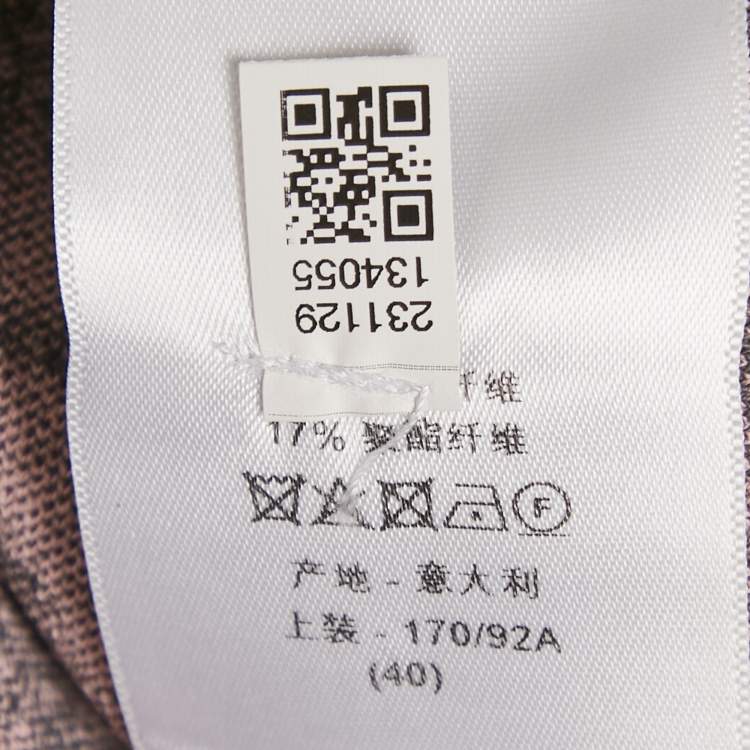 134055
231129
纤维
17% 聚酯纤维
F
产地 - 意大利
上装 - 170/92A
(40)